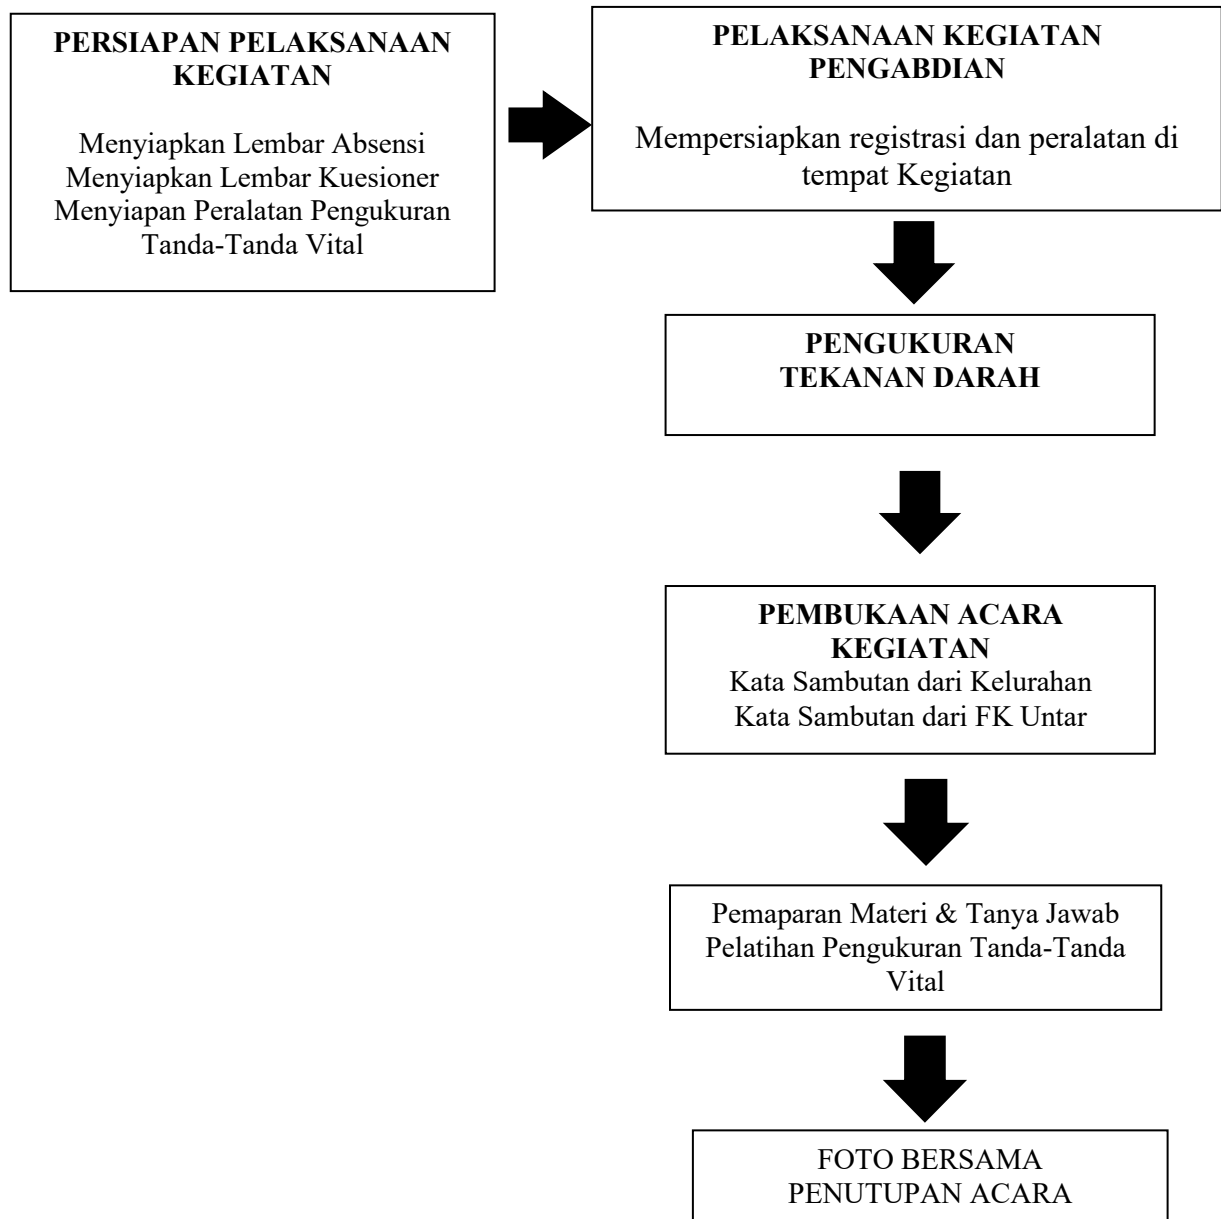 PERSIAPAN PELAKSANAAN
KEGIATAN
Menyiapkan Lembar Absensi
Menyiapkan Lembar Kuesioner
Menyiapan Peralatan Pengukuran
Tanda-Tanda Vital
PELAKSANAAN KEGIATAN
PENGABDIAN
Mempersiapkan registrasi dan peralatan di
tempat Kegiatan
PENGUKURAN
TEKANAN DARAH
PEMBUKAAN ACARA
KEGIATAN
Kata Sambutan dari Kelurahan
Kata Sambutan dari FK Untar
Pemaparan Materi & Tanya Jawab
Pelatihan Pengukuran Tanda-Tanda
Vital
FOTO BERSAMA
PENUTUPAN ACARA